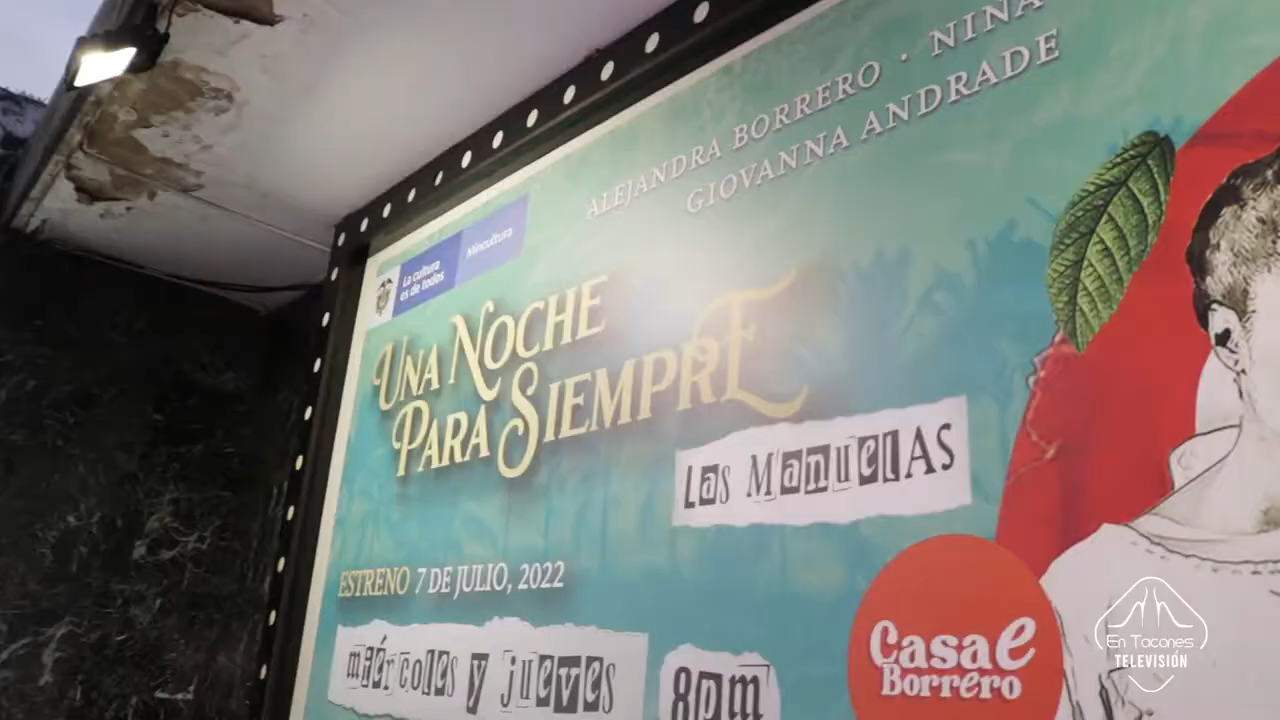 ALEJANDRA BORRERO · NINA
GIOVANNA ANDRADE
La cultura
es de todos
Mincultura
UNA NOCHE
PARA SIEMPRE
Las ManuelAS
ESTRENO 7 DE JULIO, 2022
miércoles y jueves
8pm
Casa e
Borrero
En Tacones
TELEVISIÓN